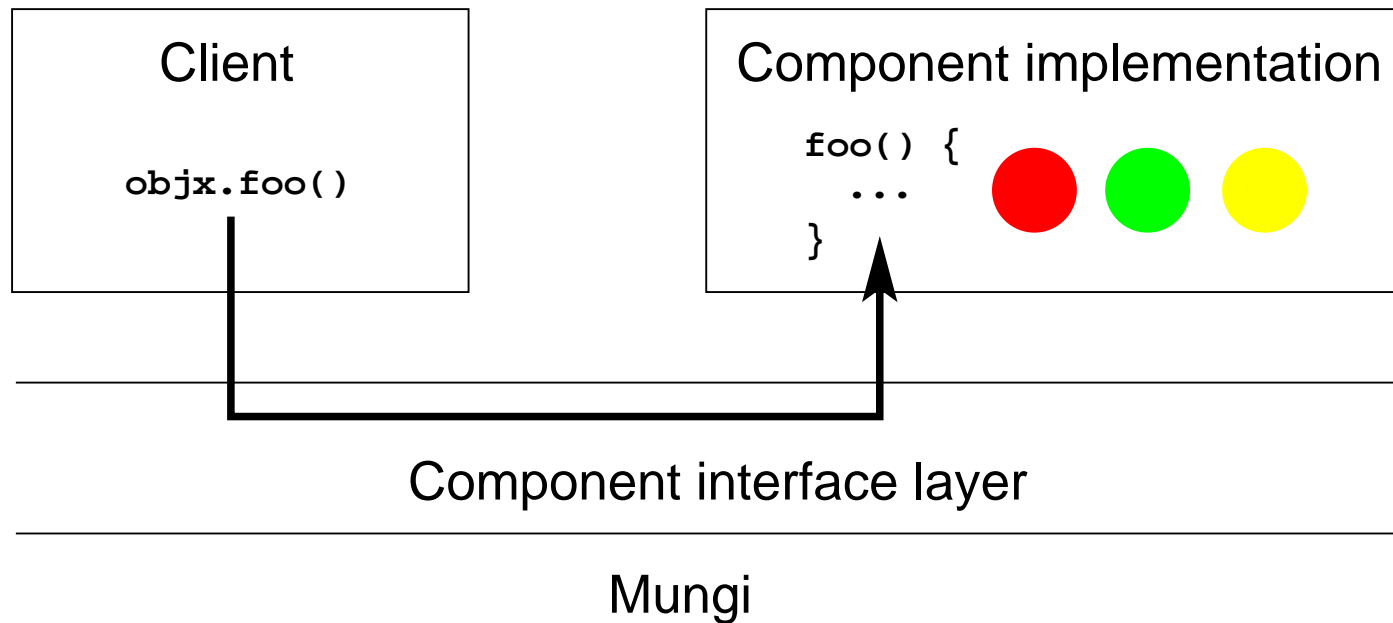 Client
objx.foo()
Component implementation
foo() {
...
}
Component interface layer
Mungi